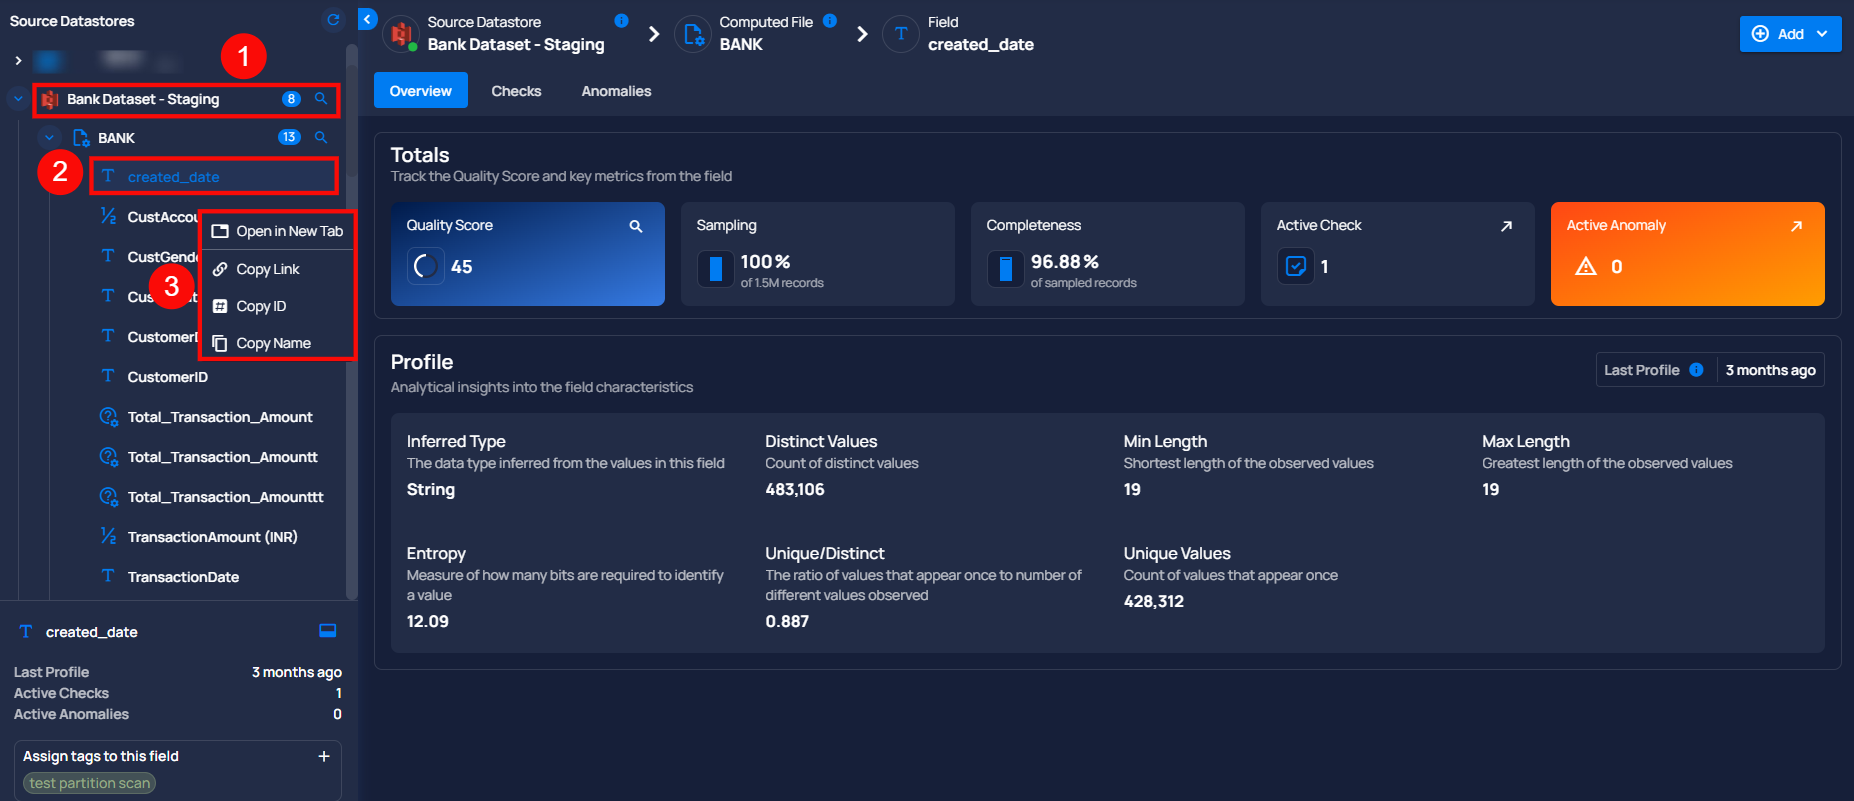 Source Datastores
1
Bank Dataset - Staging 8
BANK 13
2
created_date
CustAccou
CustGende
3
Cus
CustomerD
CustomerID
Total_Transaction_Amount
Total_Transaction_Amountt
Total_Transaction_Amounttt
TransactionAmount (INR)
TransactionDate
Open in New Tab
Copy Link
Copy ID
Copy Name
created_date
Last Profile 3 months ago
Active Checks 1
Active Anomalies 0
Assign tags to this field +
test partition scan
Source Datastore
Bank Dataset - Staging
Computed File
BANK
Field
created_date
Add
Overview Checks Anomalies
Totals
Track the Quality Score and key metrics from the field
Quality Score
45
Sampling
100%
of 1.5M records
Completeness
96.88%
of sampled records
Active Check
1
Active Anomaly
0
Profile
Analytical insights into the field characteristics
Last Profile 3 months ago
Inferred Type
The data type inferred from the values in this field
String
Distinct Values
Count of distinct values
483,106
Min Length
Shortest length of the observed values
19
Max Length
Greatest length of the observed values
19
Entropy
Measure of how many bits are required to identify
a value
12.09
Unique/Distinct
The ratio of values that appear once to number of
different values observed
0.887
Unique Values
Count of values that appear once
428,312